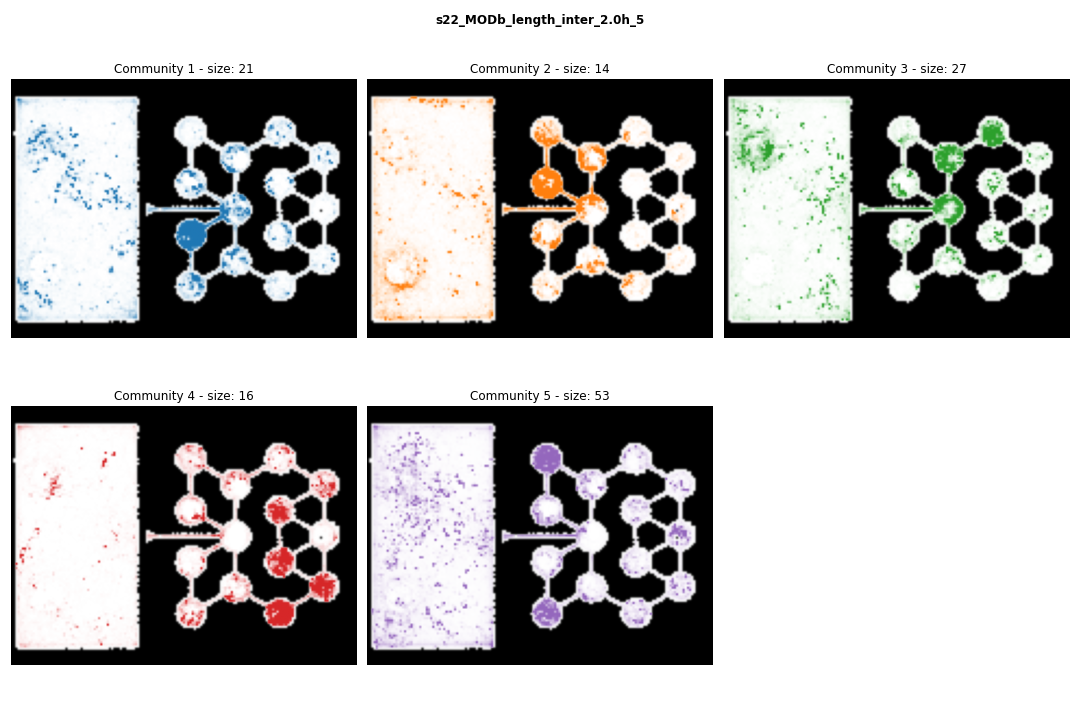 s22_MODb_length_inter_2.0h_5
Community 1 - size: 21
Community 2 - size: 14
Community 3 - size: 27
Community 4 - size: 16
Community 5 - size: 53